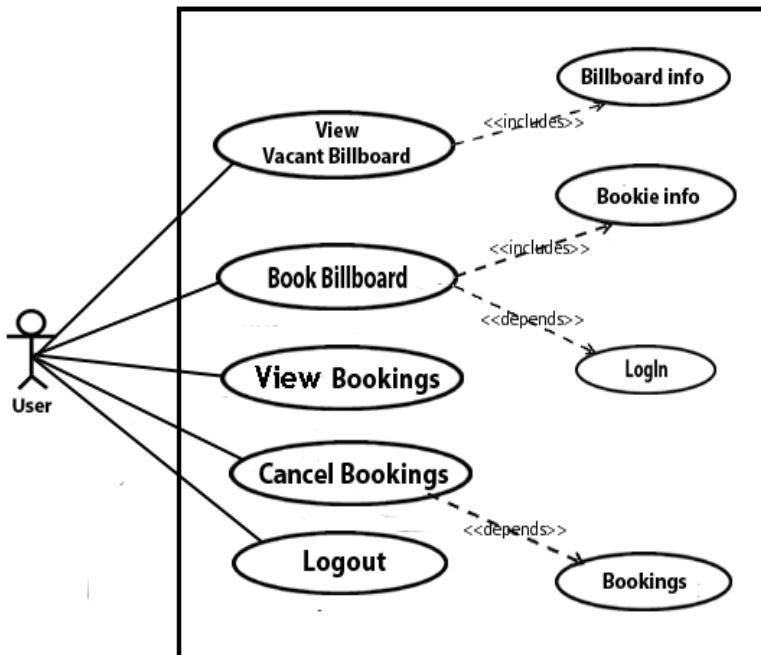 Billboard info
<<includes>>
View
Vacant Billboard
Bookie info
<<includes>>
Book Billboard
<<depends>>
LogIn
View Bookings
User
Cancel Bookings
<<depends>>
Logout
Bookings